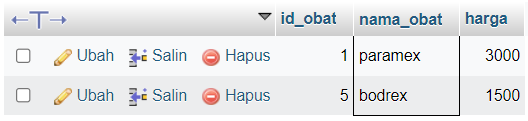 ←T→ id_obat nama_obat harga
Ubah Salin Hapus 1 paramex 3000
Ubah Salin Hapus 5 bodrex 1500